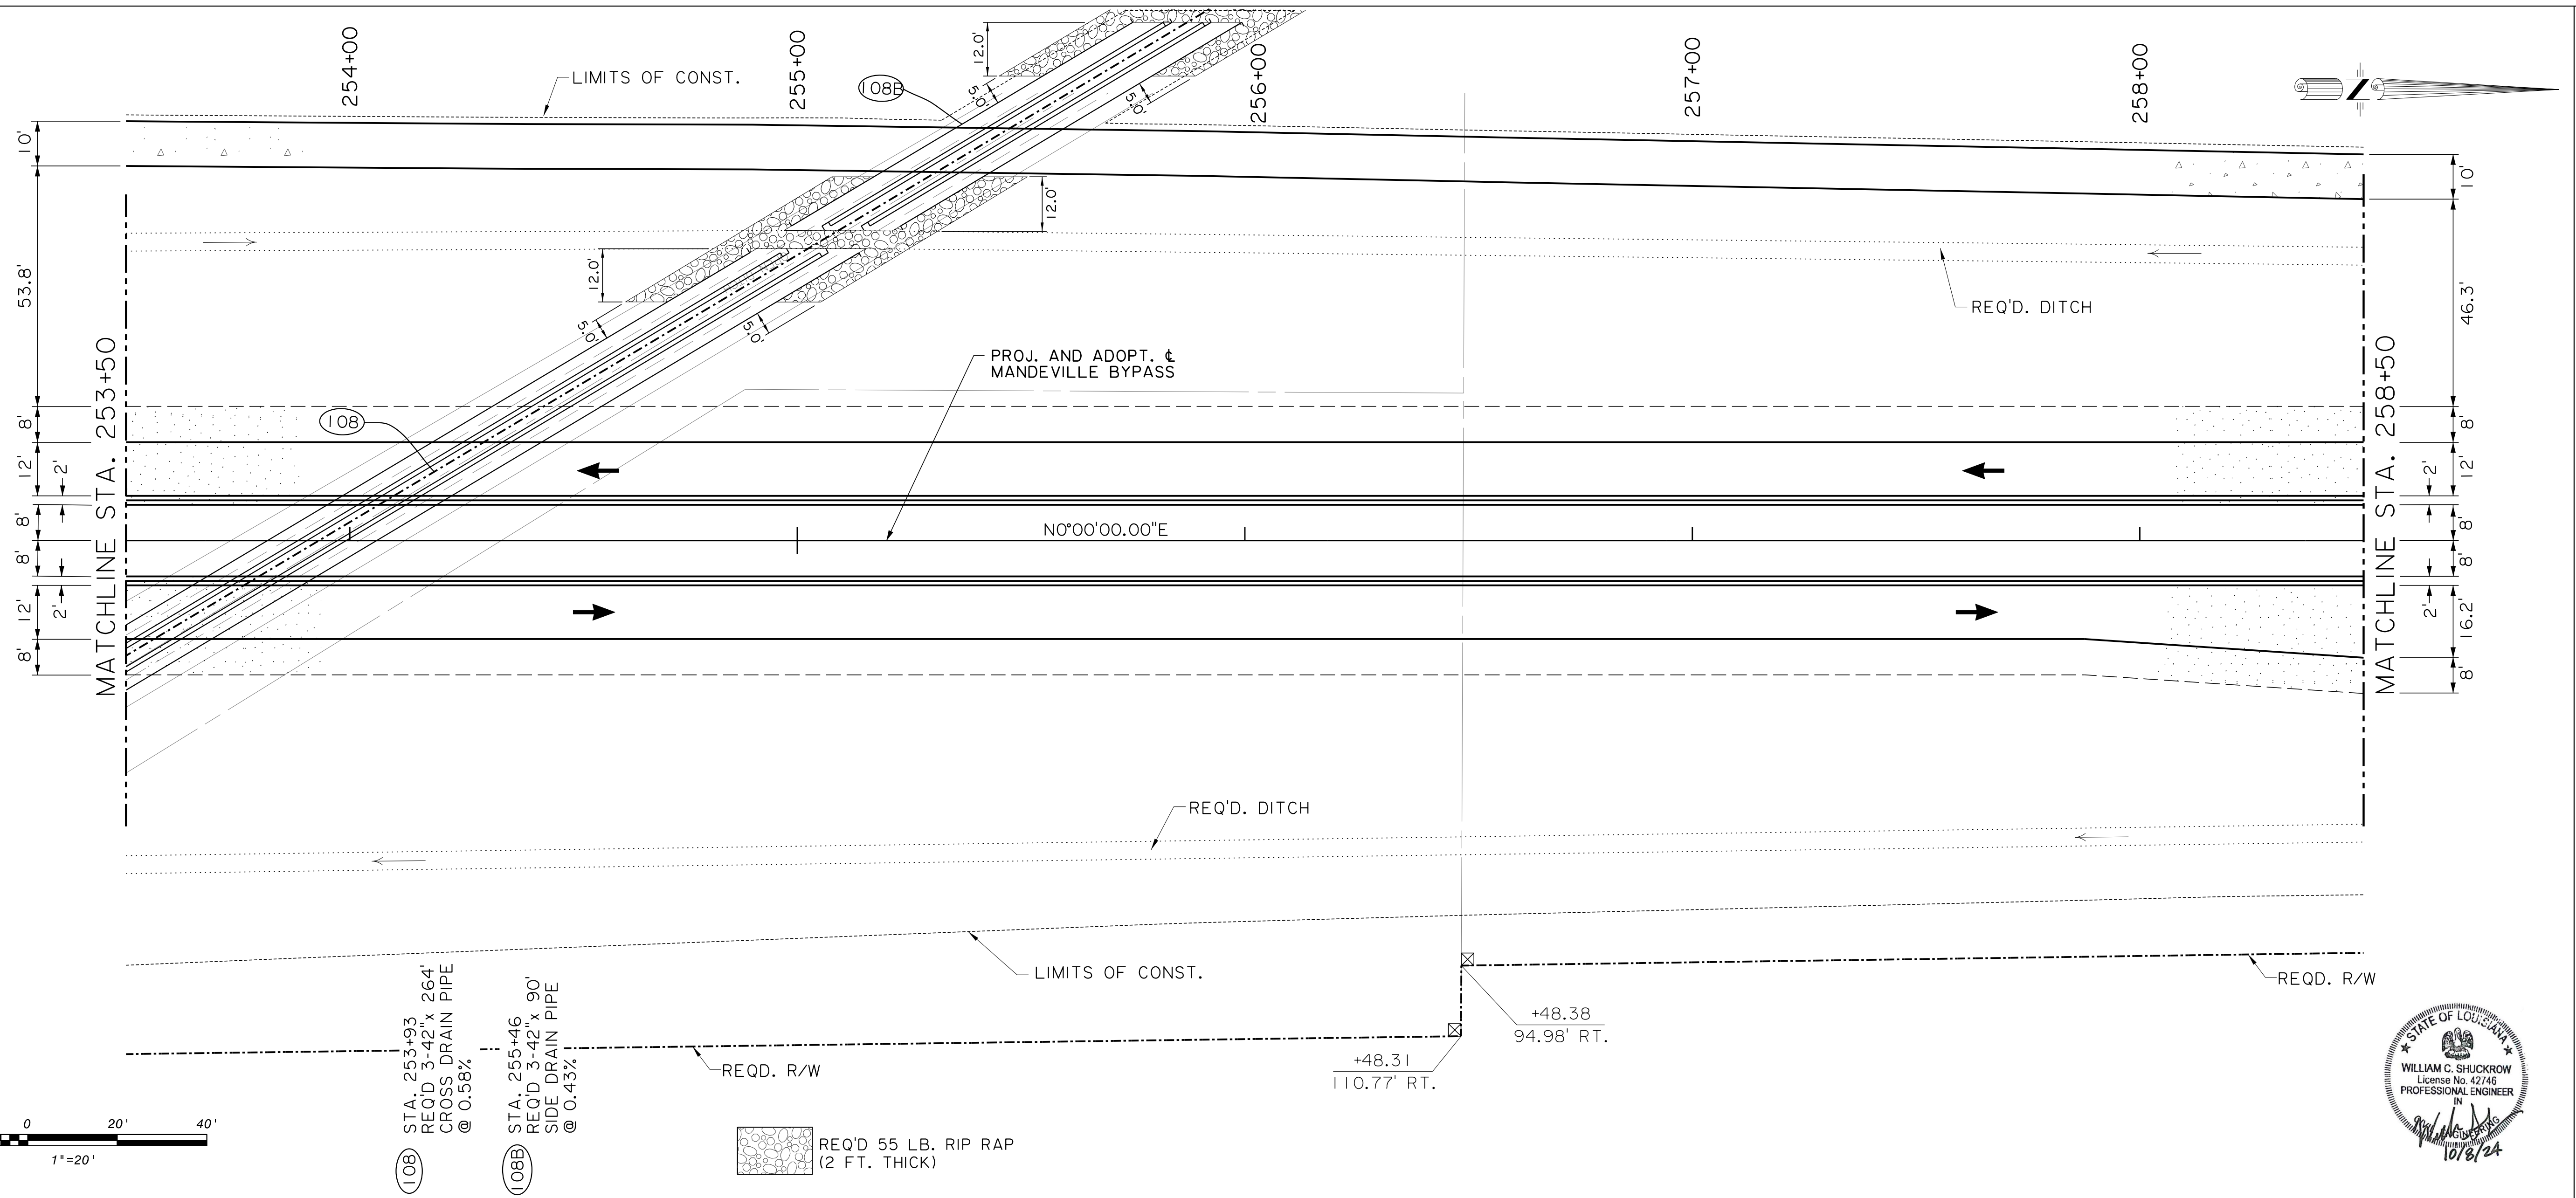 254+00
255+00
256+00
257+00
258+00
LIMITS OF CONST.
108B
12.0'
5.0'
5.0'
12.0'
12.0'
5.0'
5.0'
10'
53.8'
8'
12'
2'
8'
8'
2'
12'
8'
MATCHLINE STA. 253+50
108
PROJ. AND ADOPT. ℄
MANDEVILLE BYPASS
N0°00'00.00"E
REQ'D. DITCH
MATCHLINE STA. 258+50
10'
46.3'
8'
12'
2'
8'
8'
2'
16.2'
8'
REQ'D. DITCH
LIMITS OF CONST.
REQD. R/W
+48.38
94.98' RT.
+48.31
110.77' RT.
REQD. R/W
108
STA. 253+93
REQ'D 3-42"x 264'
CROSS DRAIN PIPE
@ 0.58%
108B
STA. 255+46
REQ'D 3-42"x 90'
SIDE DRAIN PIPE
@ 0.43%
0 20' 40'
1"=20'
REQ'D 55 LB. RIP RAP
(2 FT. THICK)
STATE OF LOUISIANA
WILLIAM C. SHUCKROW
License No. 42746
PROFESSIONAL ENGINEER
IN
ENGINEERING
10/8/24